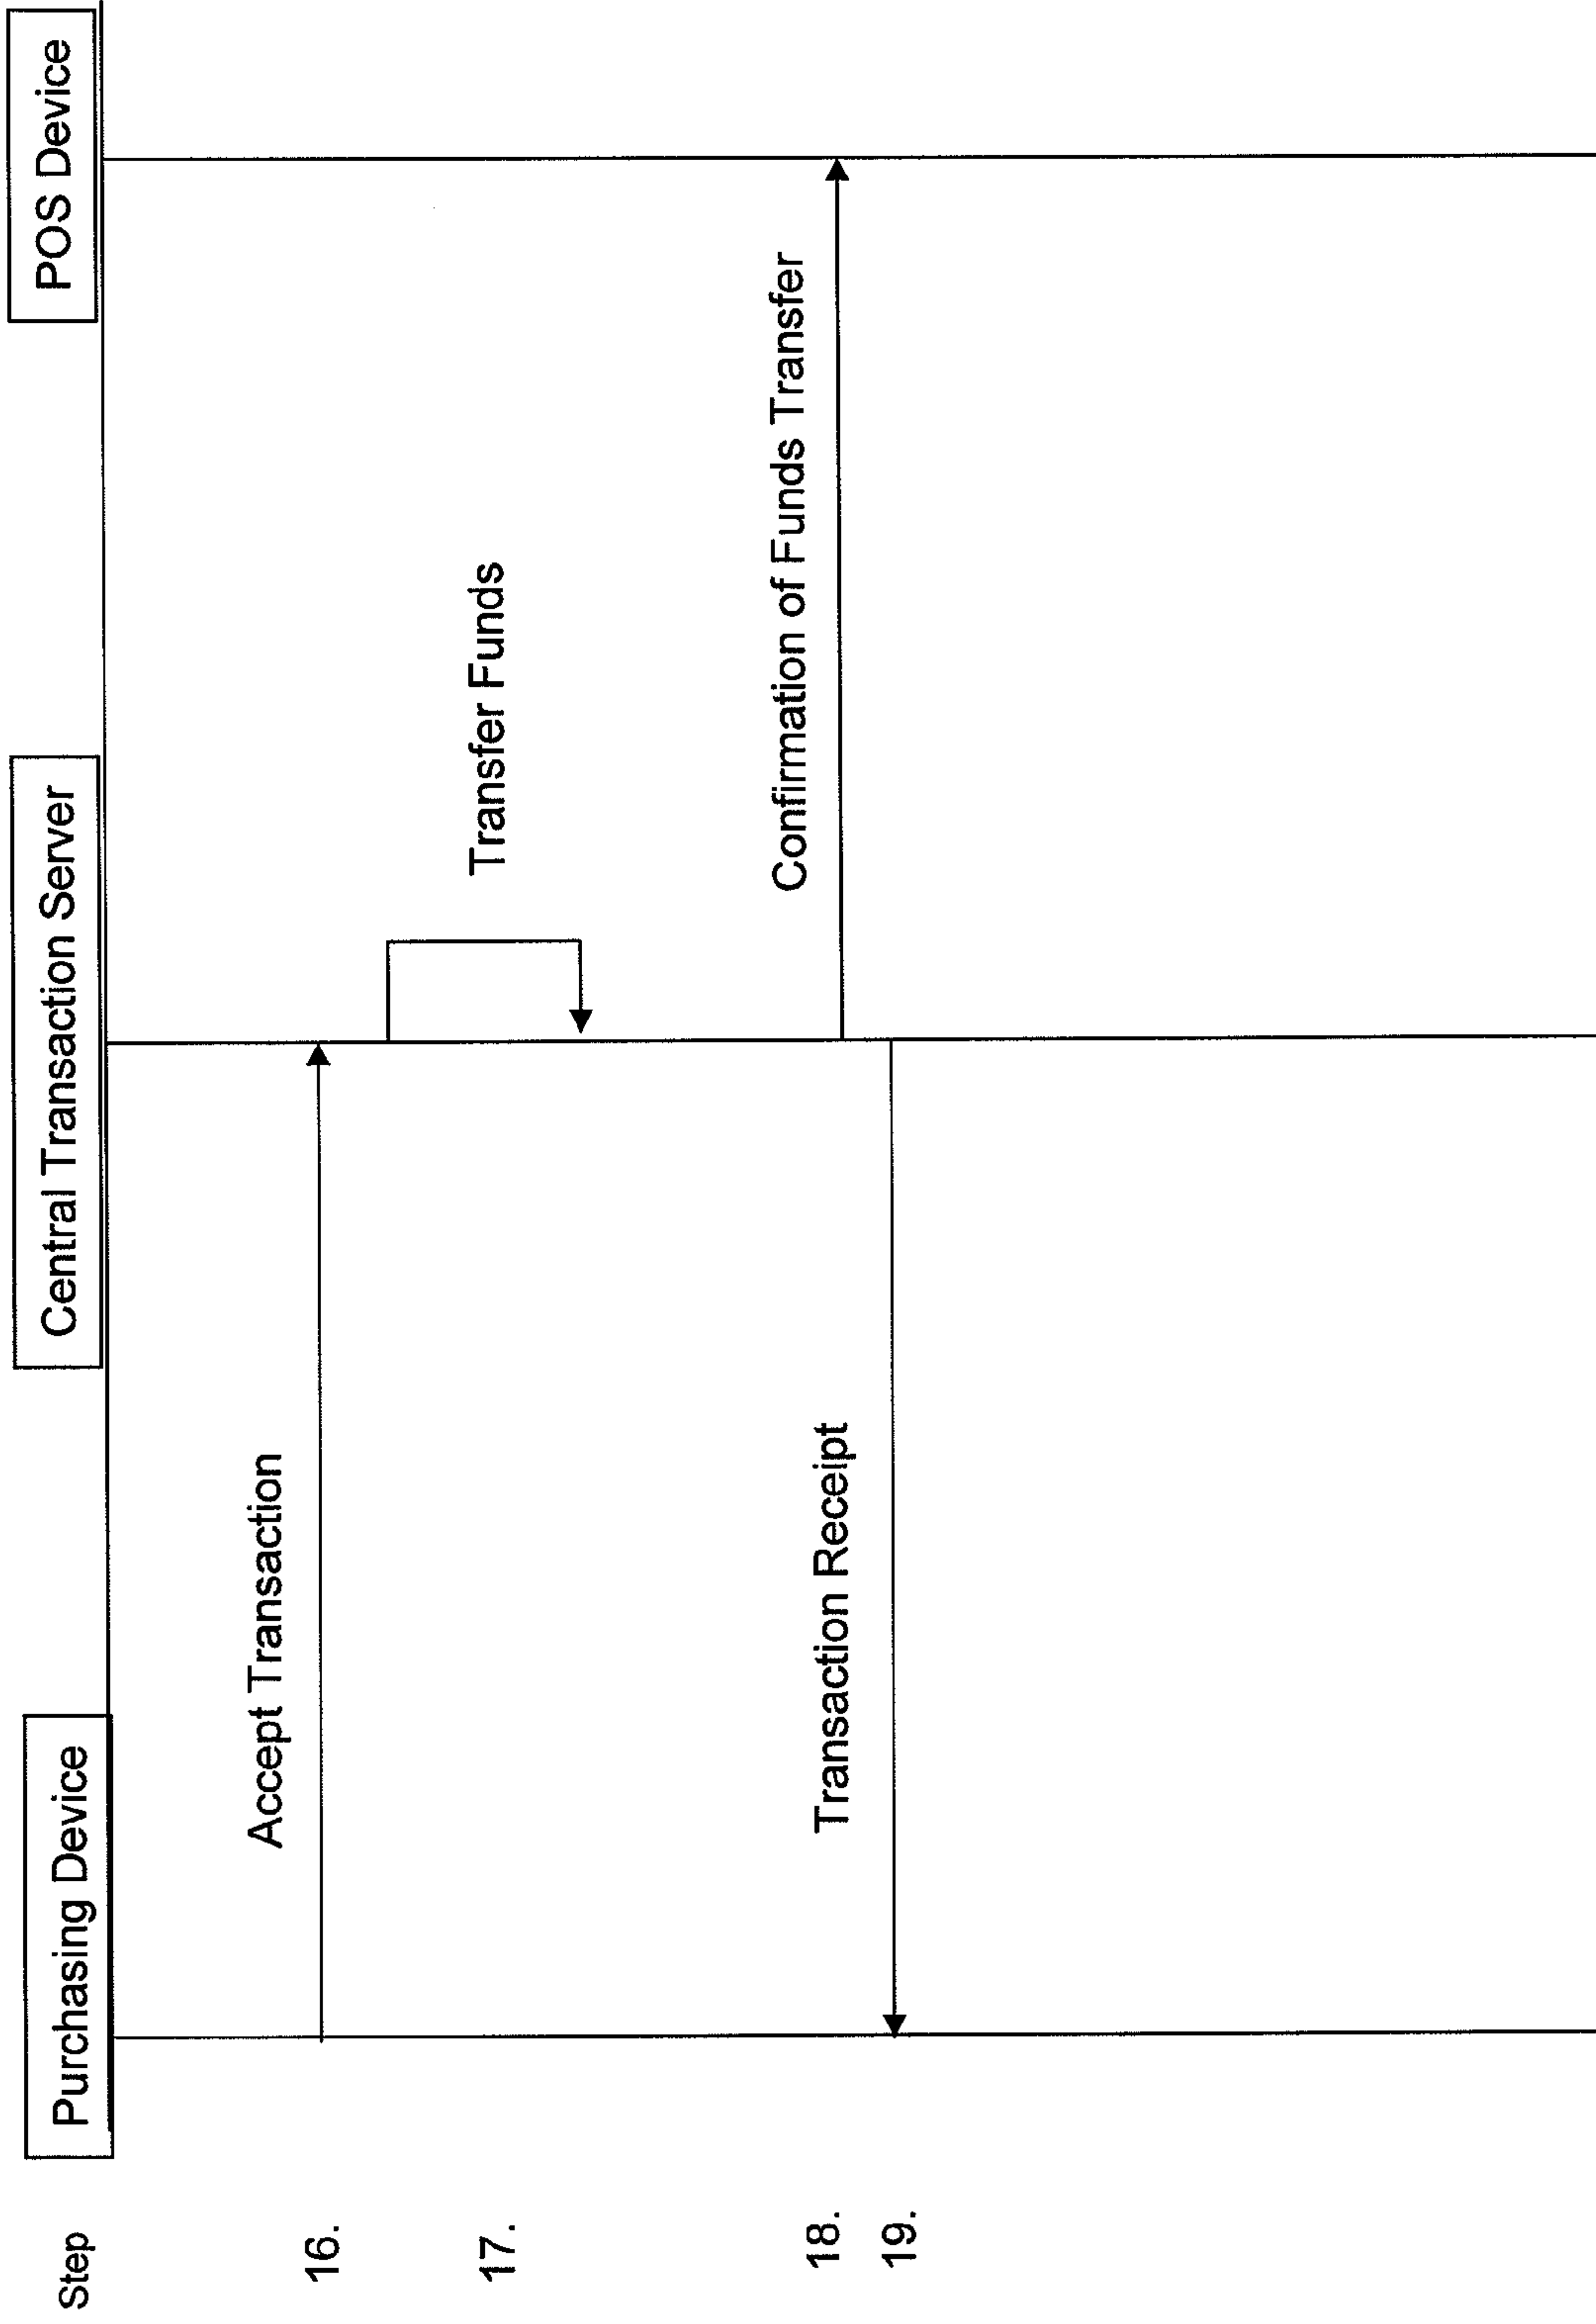 Step
Purchasing Device
Central Transaction Server
POS Device
16.
Accept Transaction
17.
Transfer Funds
18.
Confirmation of Funds Transfer
19.
Transaction Receipt